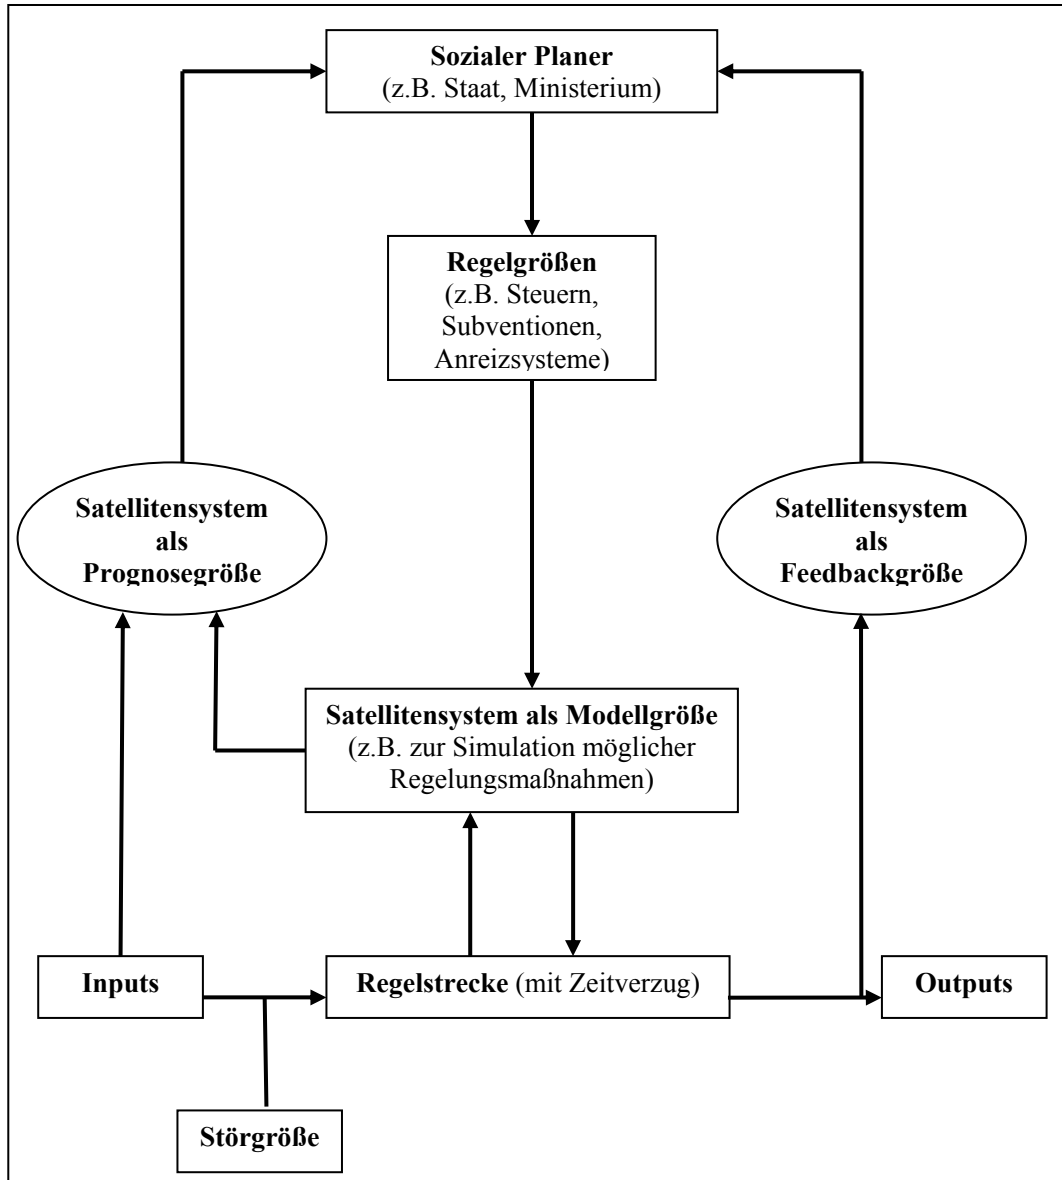 Sozialer Planer
(z.B. Staat, Ministerium)
Regelgrößen
(z.B. Steuern,
Subventionen,
Anreizsysteme)
Satellitensystem
als
Prognosegröße
Satellitensystem
als
Feedbackgröße
Satellitensystem als Modellgröße
(z.B. zur Simulation möglicher
Regelungsmaßnahmen)
Inputs
Regelstrecke (mit Zeitverzug)
Outputs
Störgröße